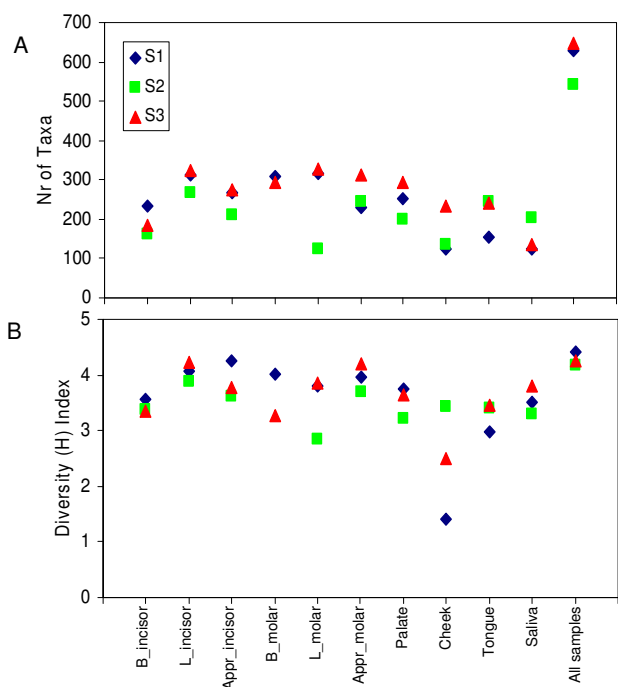 A
Nr of Taxa
700
600
500
400
300
200
100
0
S1
S2
S3
B
Diversity (H) Index
5
4
3
2
1
0
B_incisor
L_incisor
Appr_incisor
B_molar
L_molar
Appr_molar
Palate
Cheek
Tongue
Saliva
All samples